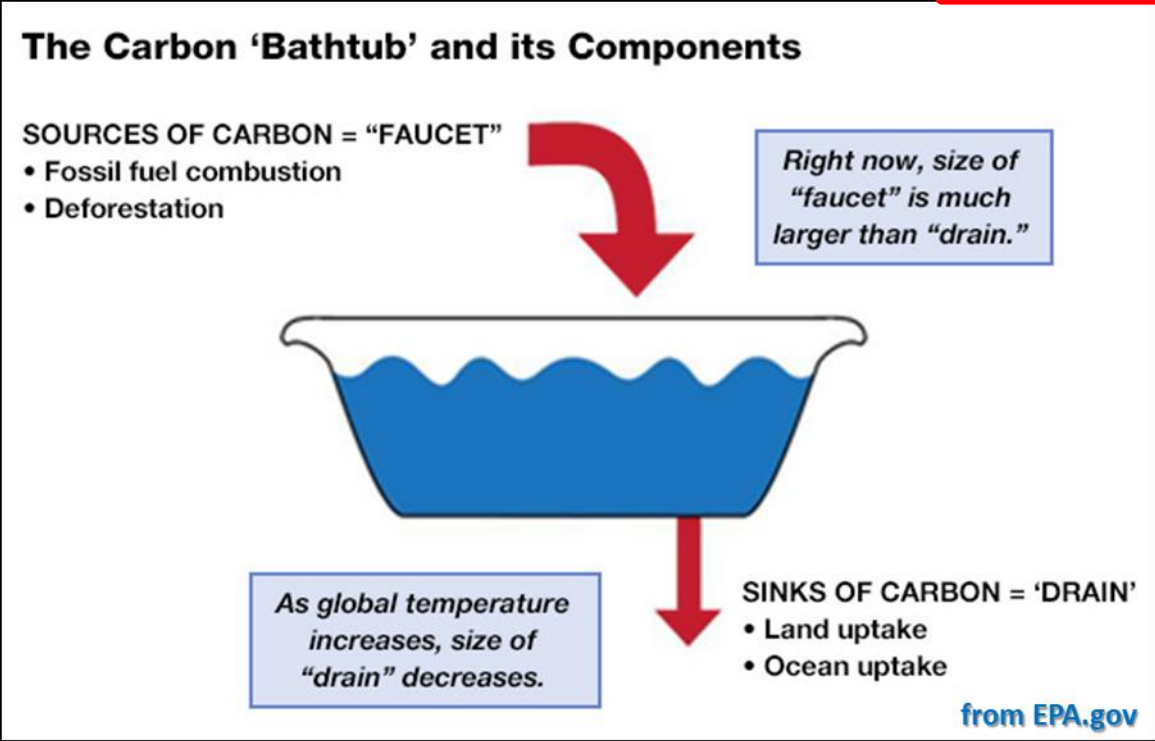 The Carbon ‘Bathtub’ and its Components
SOURCES OF CARBON = “FAUCET”
• Fossil fuel combustion
• Deforestation
Right now, size of
“faucet” is much
larger than “drain.”
As global temperature
increases, size of
“drain” decreases.
SINKS OF CARBON = ‘DRAIN’
• Land uptake
• Ocean uptake
from EPA.gov